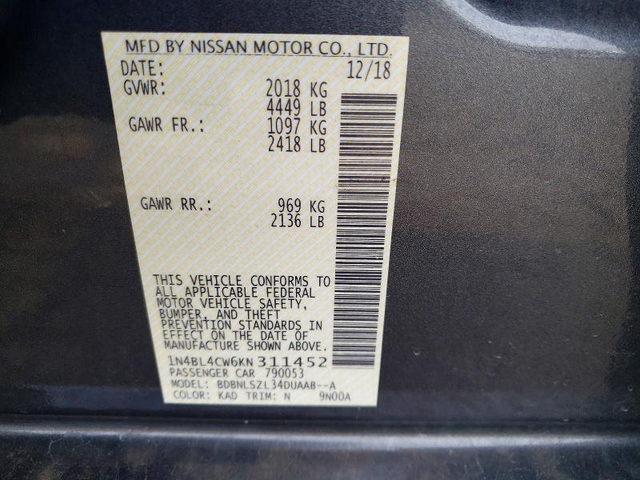 MFD BY NISSAN MOTOR CO., LTD.
DATE: 12/18
GVWR: 2018 KG
4449 LB
GAWR FR.: 1097 KG
2418 LB
GAWR RR.: 969 KG
2136 LB
THIS VEHICLE CONFORMS TO
ALL APPLICABLE FEDERAL
MOTOR VEHICLE SAFETY,
BUMPER, AND THEFT
PREVENTION STANDARDS IN
EFFECT ON THE DATE OF
MANUFACTURE SHOWN ABOVE.
1N4BL4CW6KN311452
PASSENGER CAR 790053
MODEL: BDBNLSZL34DUAAB--A
COLOR: KAD TRIM: N 9N00A